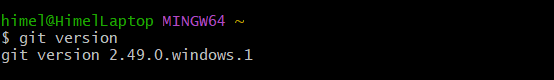 himel@HimelLaptop MINGW64 ~
$ git version
git version 2.49.0.windows.1